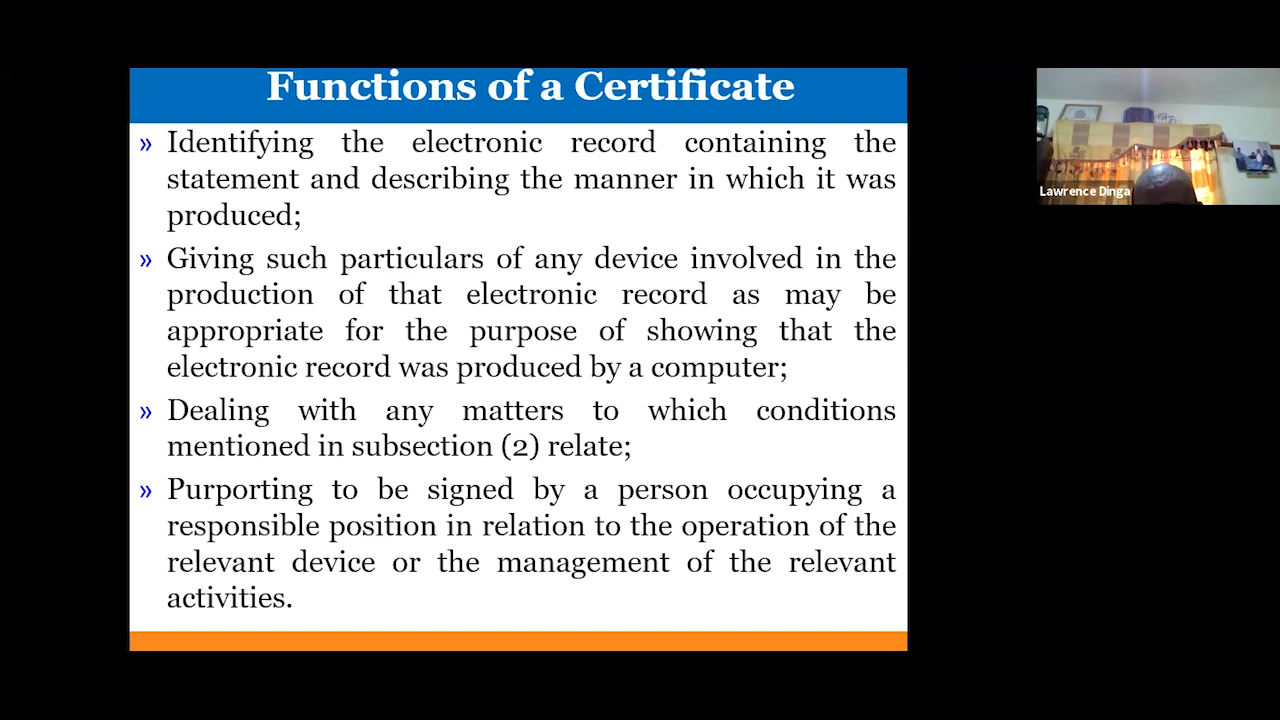 Functions of a Certificate
» Identifying the electronic record containing the
statement and describing the manner in which it was
produced;
» Giving such particulars of any device involved in the
production of that electronic record as may be
appropriate for the purpose of showing that the
electronic record was produced by a computer;
» Dealing with any matters to which conditions
mentioned in subsection (2) relate;
» Purporting to be signed by a person occupying a
responsible position in relation to the operation of the
relevant device or the management of the relevant
activities.
Lawrence Dinga